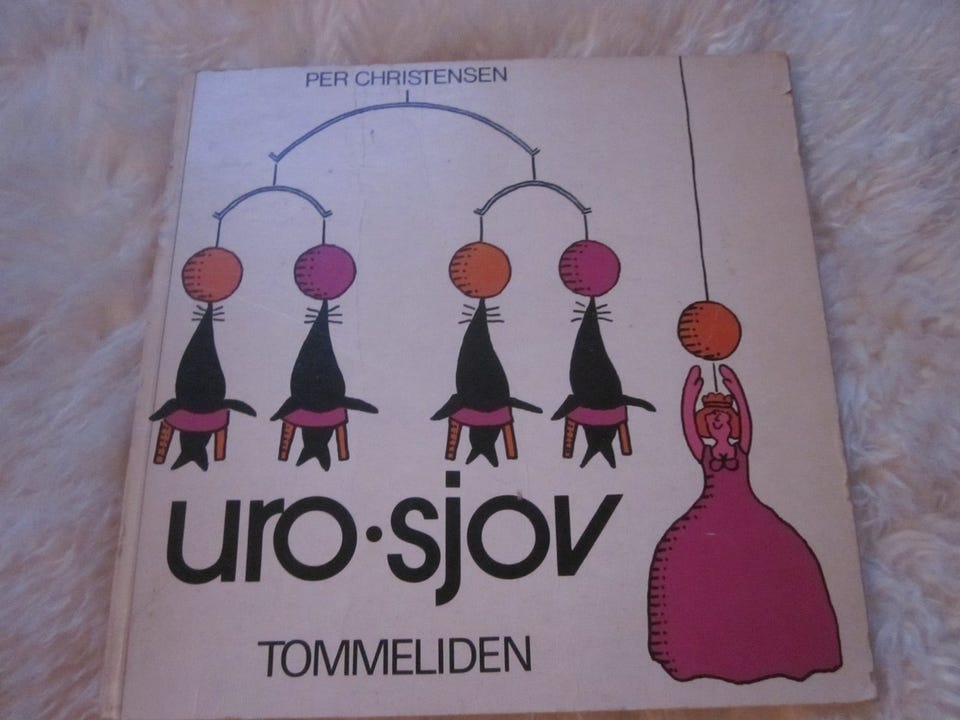 PER CHRISTENSEN
uro·sjov
TOMMELIDEN